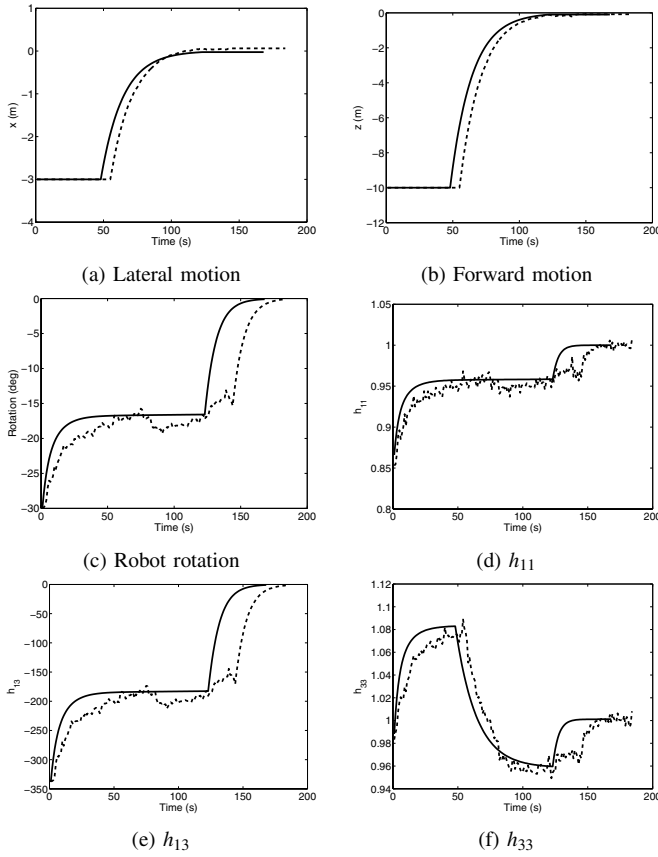 0
−1
−2
−3
−4
x (m)
0 50 100 150 200
Time (s)
(a) Lateral motion
0
−2
−4
−6
−8
−10
−12
z (m)
0 50 100 150 200
Time (s)
(b) Forward motion
0
−5
−10
−15
−20
−25
−30
Rotation (deg)
0 50 100 150 200
Time (s)
(c) Robot rotation
1.05
1
0.95
0.9
0.85
0.8
h11
0 50 100 150 200
Time (s)
(d) h11
0
−50
−100
−150
−200
−250
−300
−350
h13
0 50 100 150 200
Time (s)
(e) h13
1.12
1.1
1.08
1.06
1.04
1.02
1
0.98
0.96
0.94
h33
0 50 100 150 200
Time (s)
(f) h33